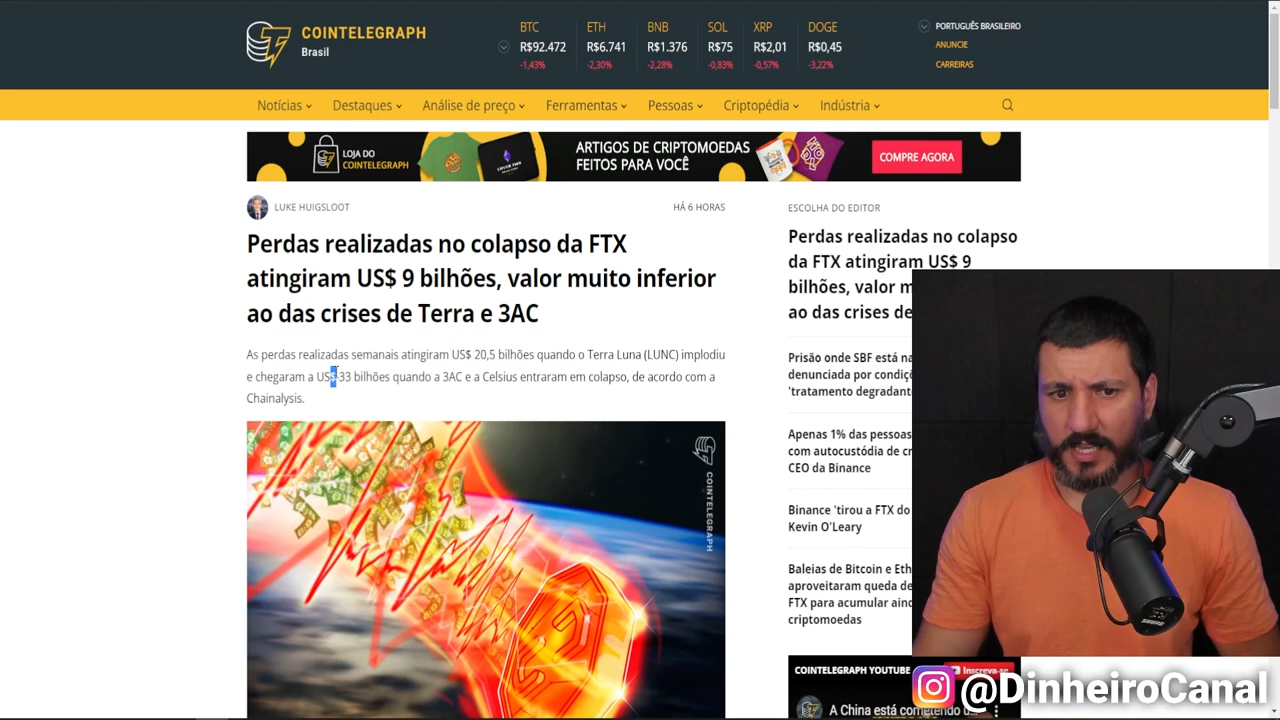 COINTELEGRAPH
Brasil
BTC ETH BNB SOL XRP DOGE
R$92.472 R$6.741 R$1.376 R$75 R$2,01 R$0,45
-1,43% -2,30% -2,28% -0,83% -0,57% -3,22%
PORTUGUÊS BRASILEIRO
ANUNCIE
CARREIRAS
Notícias Destaques Análise de preço Ferramentas Pessoas Criptopédia Indústria
LOJA DO
COINTELEGRAPH
ARTIGOS DE CRIPTOMOEDAS
FEITOS PARA VOCÊ
COMPRE AGORA
LUKE HUIGSLOOT
HÁ 6 HORAS
Perdas realizadas no colapso da FTX
atingiram US$ 9 bilhões, valor muito inferior
ao das crises de Terra e 3AC
As perdas realizadas semanais atingiram US$ 20,5 bilhões quando o Terra Luna (LUNC) implodiu
e chegaram a US$-33 bilhões quando a 3AC e a Celsius entraram em colapso, de acordo com a
Chainalysis.
COINTELEGRAPH
ESCOLHA DO EDITOR
Perdas realizadas no colapso
da FTX atingiram US$ 9
bilhões, valor m
ao das crises de
Prisão onde SBF está na
denunciada por condiçõ
'tratamento degradant
Apenas 1% das pessoas
com autocustódia de cr
CEO da Binance
Binance 'tirou a FTX do
Kevin O'Leary
Baleias de Bitcoin e Eth
aproveitaram queda de
FTX para acumular aind
criptomoedas
COINTELEGRAPH YOUTUBE
Inscreva-se
A China está cometendo u...
SHURE
@DinheiroCanal